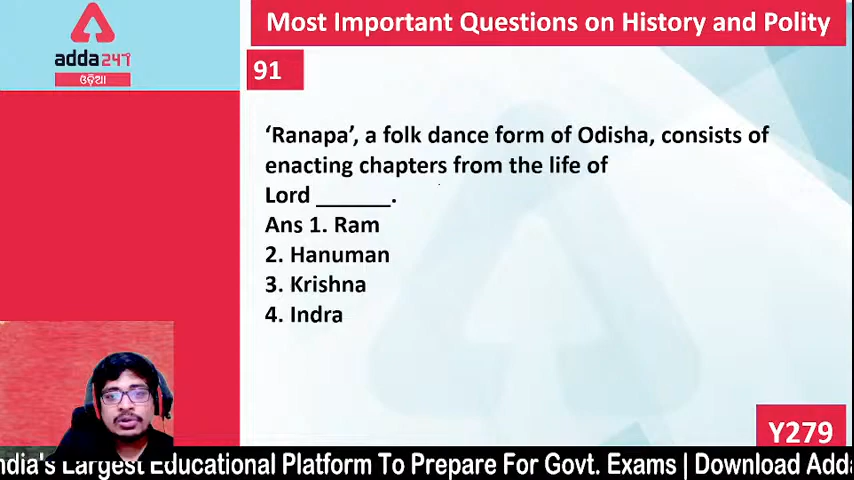 Most Important Questions on History and Polity
adda247
ଓଡ଼ିଆ
91
‘Ranapa’, a folk dance form of Odisha, consists of
enacting chapters from the life of
Lord ______.
Ans 1. Ram
2. Hanuman
3. Krishna
4. Indra
Y279
ndia's Largest Educational Platform To Prepare For Govt. Exams | Download Adda